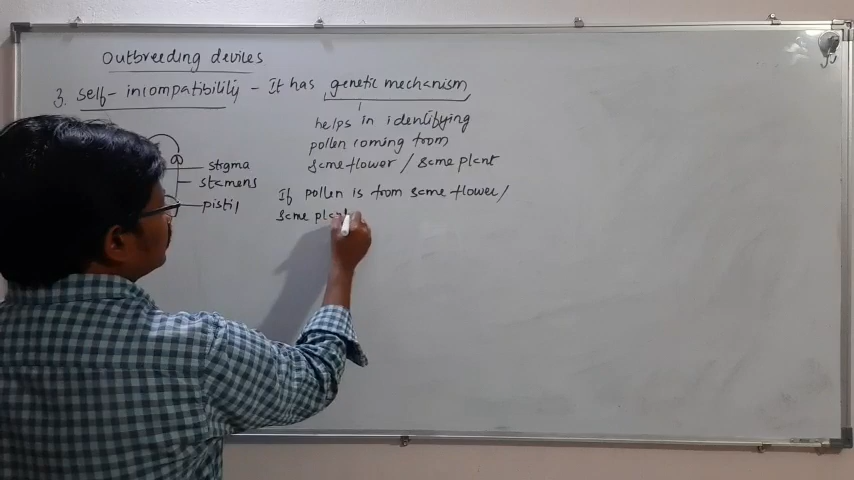 Outbreeding devices
3. self-incompatibility - It has genetic mechanism
helps in identifying
pollen coming from
same flower / same plant
stigma
stamens
pistil
If pollen is from same flower /
same plant